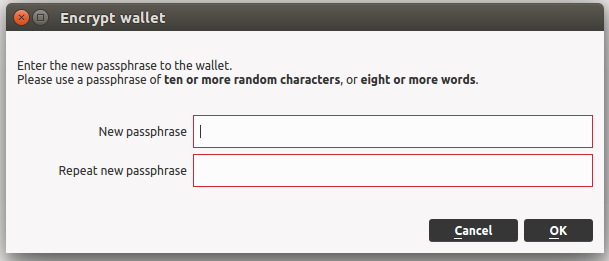 Encrypt wallet
Enter the new passphrase to the wallet.
Please use a passphrase of ten or more random characters, or eight or more words.
New passphrase
Repeat new passphrase
Cancel OK